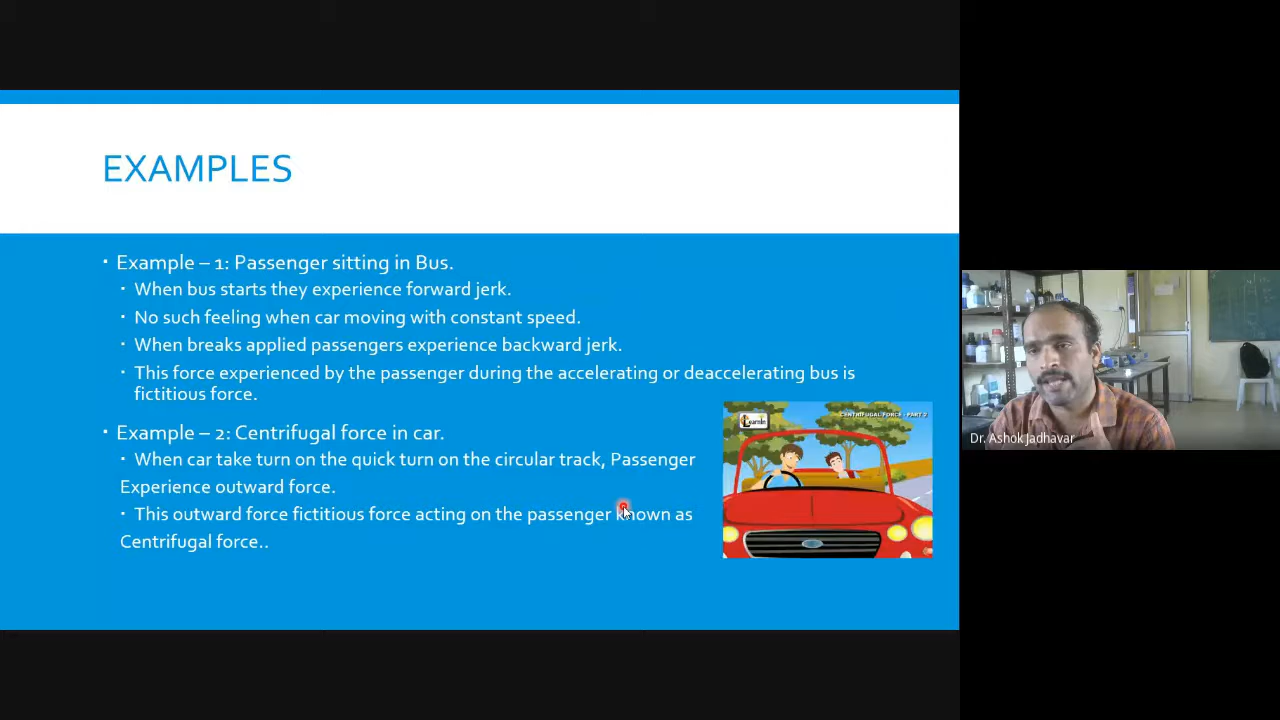 EXAMPLES
▪ Example – 1: Passenger sitting in Bus.
▪ When bus starts they experience forward jerk.
▪ No such feeling when car moving with constant speed.
▪ When breaks applied passengers experience backward jerk.
▪ This force experienced by the passenger during the accelerating or deaccelerating bus is
fictitious force.
▪ Example – 2: Centrifugal force in car.
▪ When car take turn on the quick turn on the circular track, Passenger
Experience outward force.
▪ This outward force fictitious force acting on the passenger known as
Centrifugal force..
CENTRIFUGAL FORCE - PART 2
Dr. Ashok Jadhavar